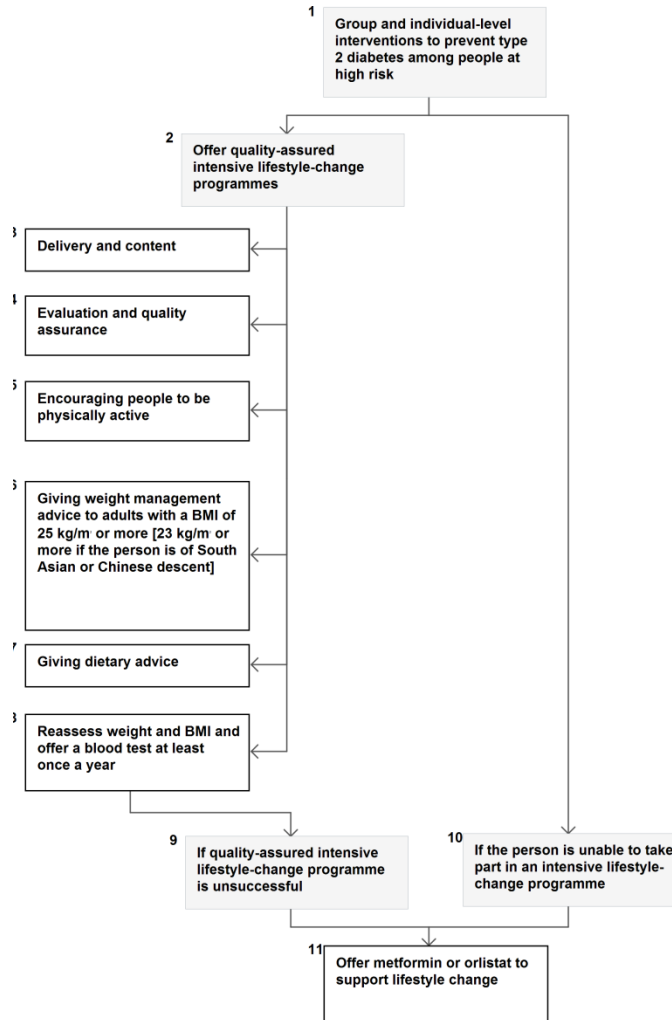 1
Group and individual-level
interventions to prevent type
2 diabetes among people at
high risk
2
Offer quality-assured
intensive lifestyle-change
programmes
Delivery and content
4
Evaluation and quality
assurance
5
Encouraging people to be
physically active
6
Giving weight management
advice to adults with a BMI of
25 kg/m or more [23 kg/m or
more if the person is of South
Asian or Chinese descent]
7
Giving dietary advice
Reassess weight and BMI and
offer a blood test at least
once a year
9
If quality-assured intensive
lifestyle-change programme
is unsuccessful
10
If the person is unable to take
part in an intensive lifestyle-
change programme
11
Offer metformin or orlistat to
support lifestyle change